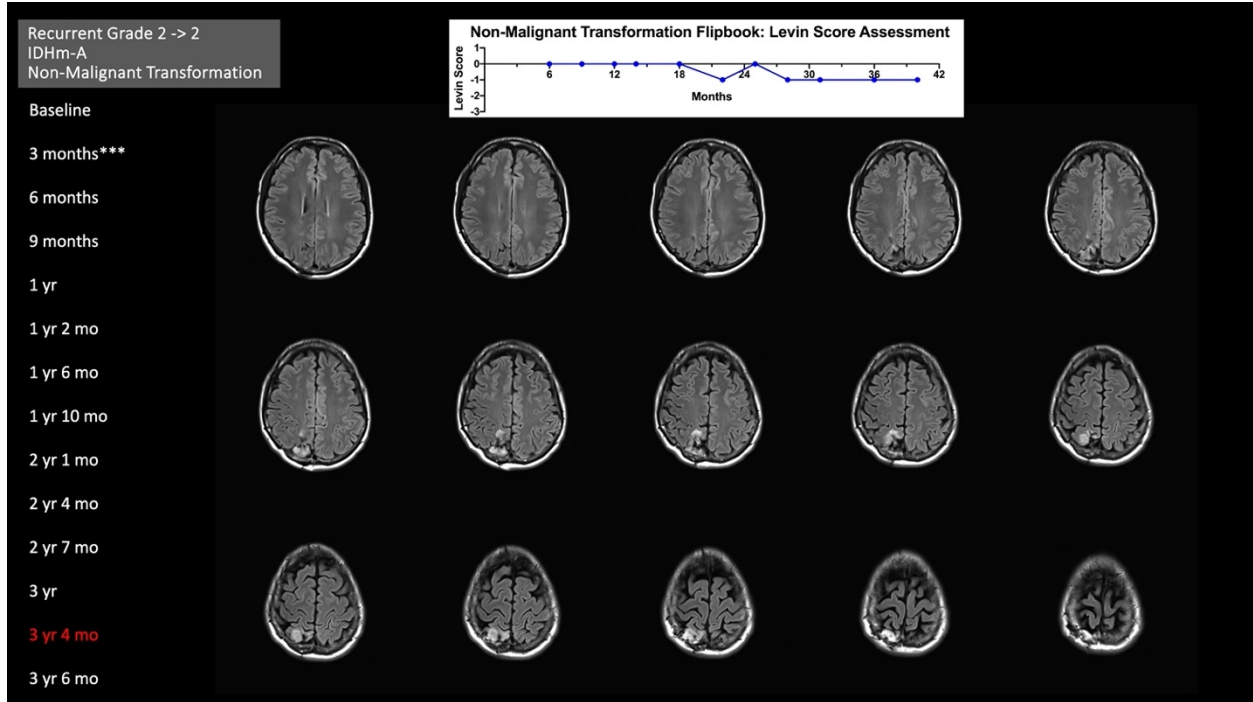 Recurrent Grade 2 -> 2
IDHm-A
Non-Malignant Transformation
Non-Malignant Transformation Flipbook: Levin Score Assessment
Levin Score
1
0
-1
-2
-3
6
12
18
24
30
36
42
Months
Baseline
3 months***
6 months
9 months
1 yr
1 yr 2 mo
1 yr 6 mo
1 yr 10 mo
2 yr 1 mo
2 yr 4 mo
2 yr 7 mo
3 yr
3 yr 4 mo
3 yr 6 mo